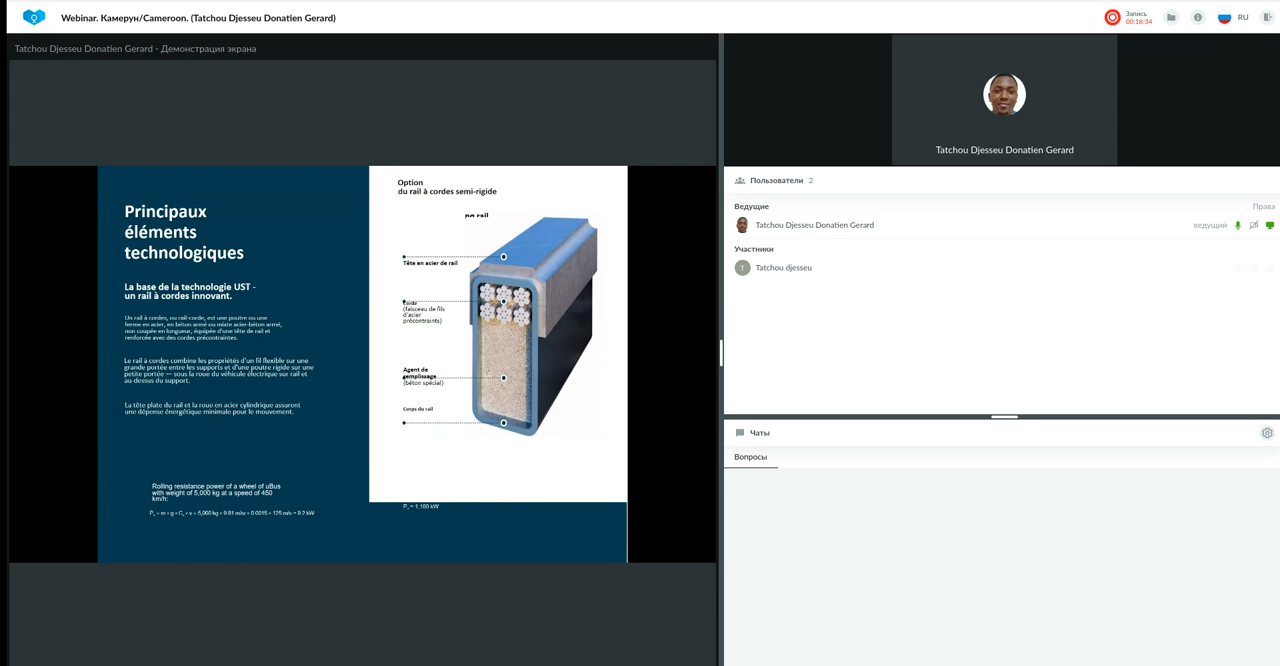 Webinar. Камерун/Cameroon. (Tatchou Djesseu Donatien Gerard)
Запись
00:18:34
RU
Tatchou Djesseu Donatien Gerard - Демонстрация экрана
Principaux
éléments
technologiques
La base de la technologie UST -
un rail à cordes innovant.
Un rail à cordes, ou rail-corde, est une poutre ou une
ferme en acier, en béton armé ou mixte acier-béton armé,
non coupée en longueur, équipée d'une tête de rail et
renforcée avec des cordes précontraintes.
Le rail à cordes combine les propriétés d'un fil flexible sur une
grande portée entre les supports et d'une poutre rigide sur une
petite portée — sous la roue du véhicule électrique sur rail et
au-dessus du support.
La tête plate du rail et la roue en acier cylindrique assurent
une dépense énergétique minimale pour le mouvement.
Rolling resistance power of a wheel of uBus
with weight of 5,000 kg at a speed of 450
km/h:
Option
du rail à cordes semi-rigide
rail
Tête en acier de rail
Corde
(faisceau de fils
d'acier
précontraints)
Agent de
remplissage
(béton spécial)
Corps du rail
= 1,100 kW
Tatchou Djesseu Donatien Gerard
Пользователи 2
Ведущие Права
Tatchou Djesseu Donatien Gerard ведущий
Участники
T Tatchou djesseu
Чаты
Вопросы